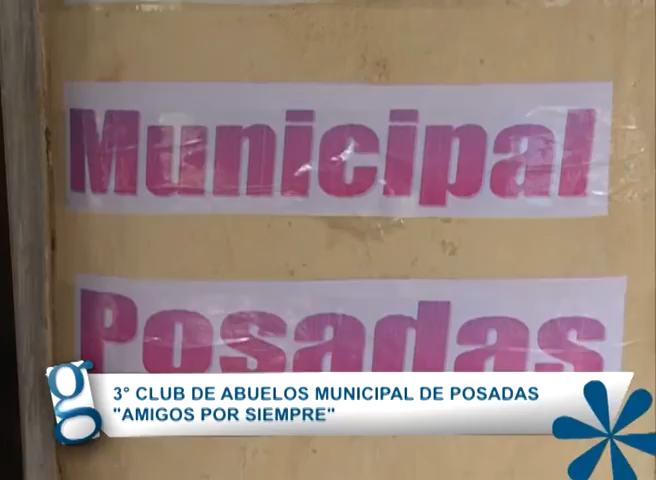 Municipal
Posadas
g
3° CLUB DE ABUELOS MUNICIPAL DE POSADAS
"AMIGOS POR SIEMPRE"